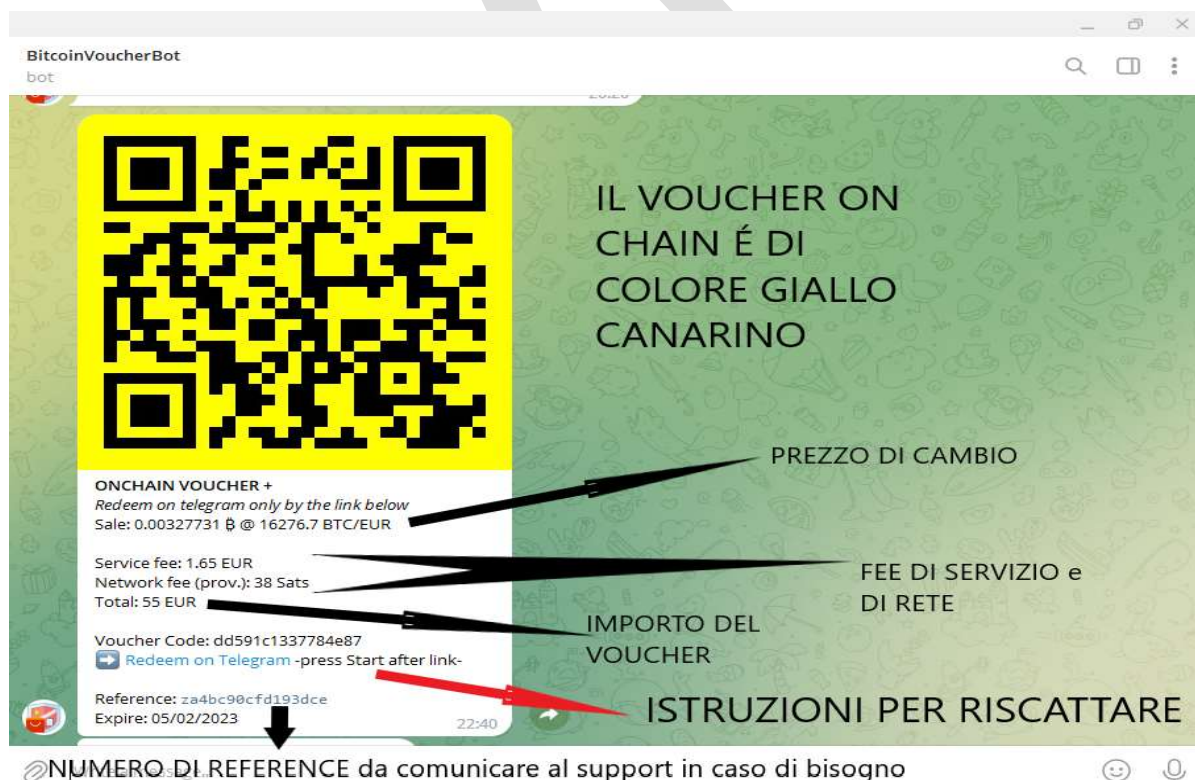 BitcoinVoucherBot
bot
IL VOUCHER ON
CHAIN É DI
COLORE GIALLO
CANARINO
PREZZO DI CAMBIO
ONCHAIN VOUCHER +
Redeem on telegram only by the link below
Sale: 0.00327731 ₿ @ 16276.7 BTC/EUR
Service fee: 1.65 EUR
Network fee (prov.): 38 Sats
Total: 55 EUR
FEE DI SERVIZIO e
DI RETE
IMPORTO DEL
VOUCHER
Voucher Code: dd591c1337784e87
Redeem on Telegram -press Start after link-
ISTRUZIONI PER RISCATTARE
Reference: za4bc90cfd193dce
Expire: 05/02/2023
22:40
NUMERO DI REFERENCE da comunicare al support in caso di bisogno